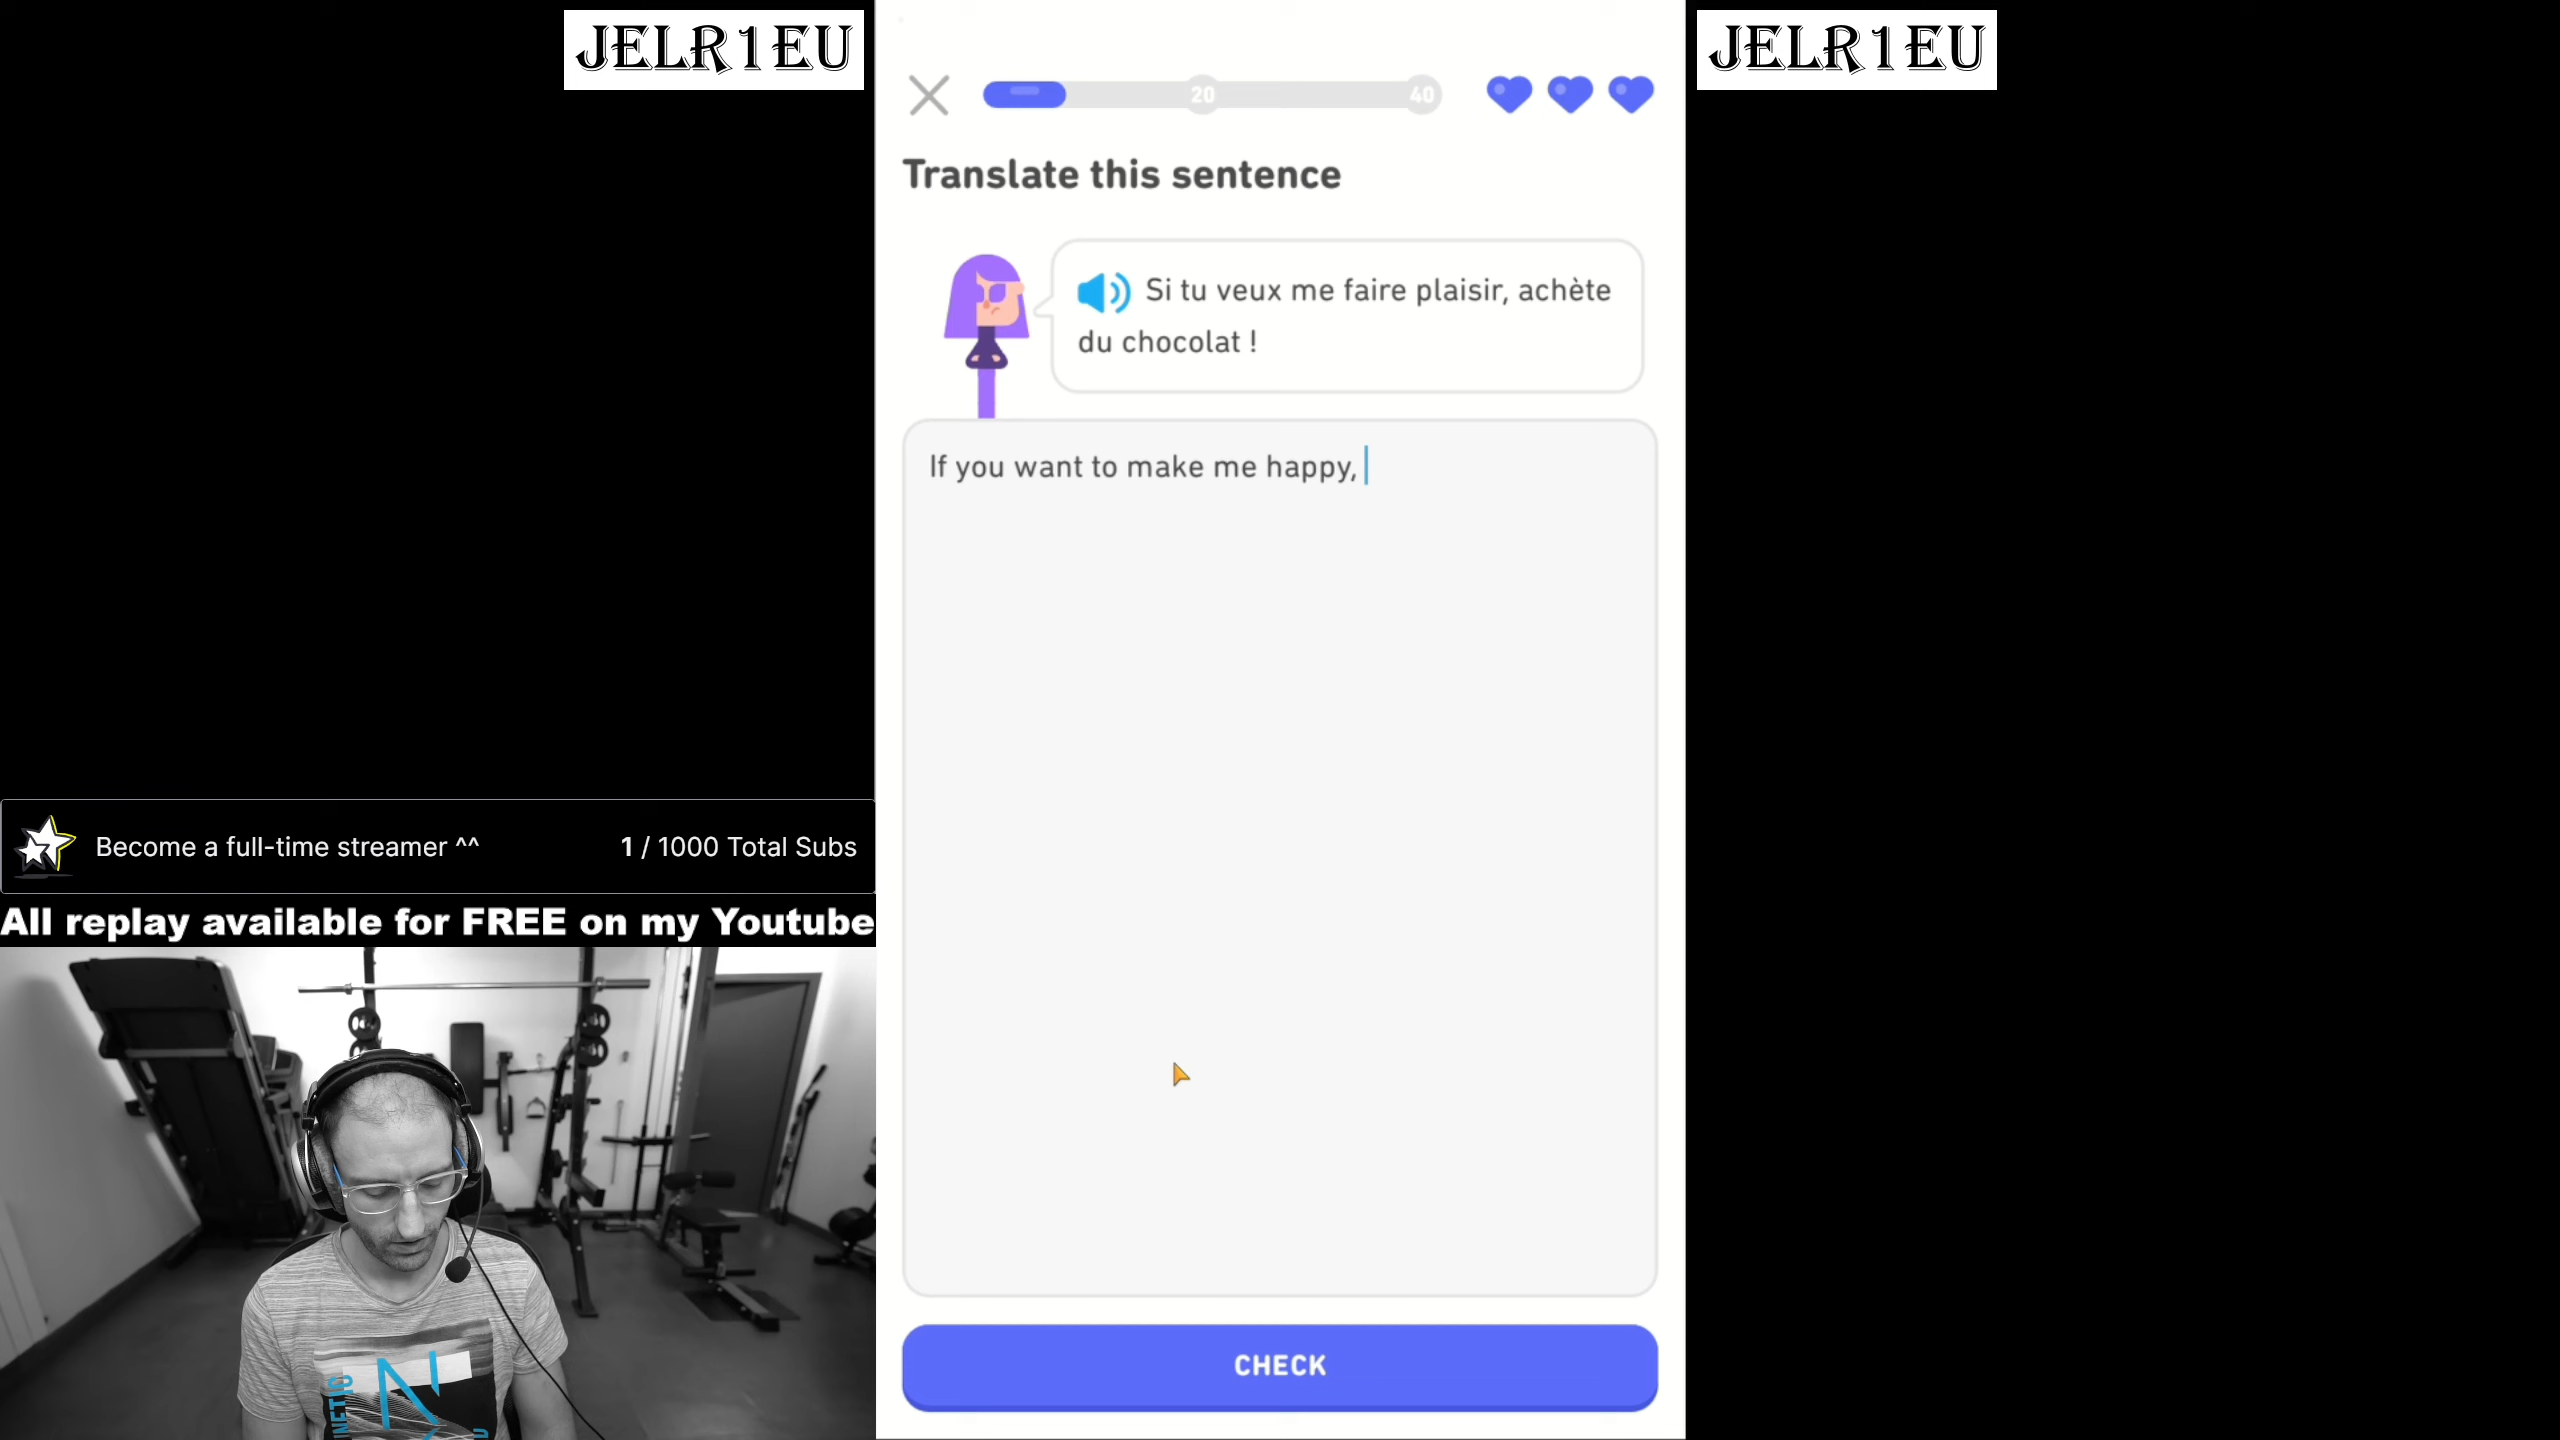 JELR1EU
JELR1EU
20
40
Translate this sentence
Si tu veux me faire plaisir, achète
du chocolat !
If you want to make me happy,
Become a full-time streamer ^^
1 / 1000 Total Subs
All replay available for FREE on my Youtube
CHECK